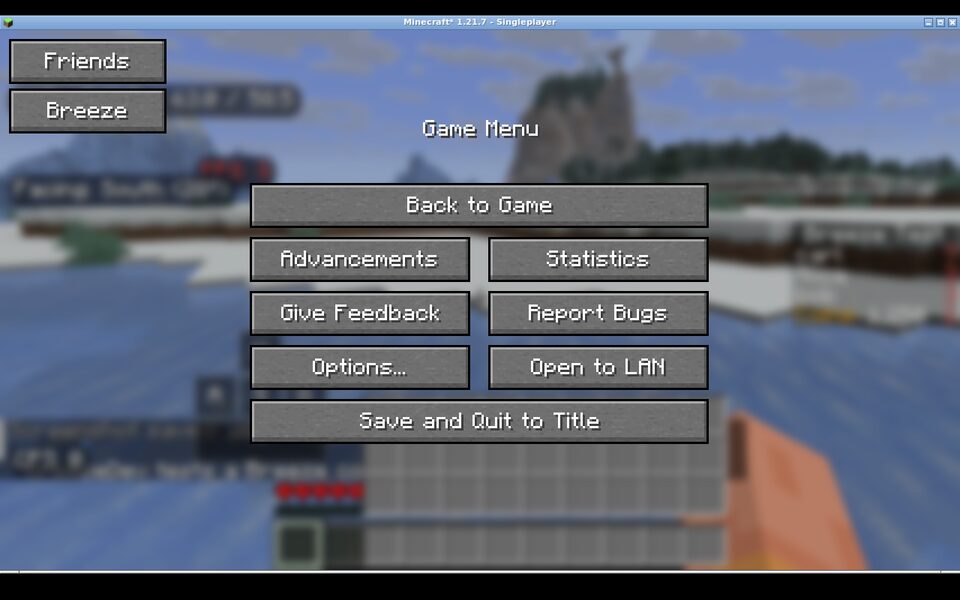 Minecraft* 1.21.7 - Singleplayer
Friends
Breeze
Game Menu
Back to Game
Advancements
Statistics
Give Feedback
Report Bugs
Options...
Open to LAN
Save and Quit to Title